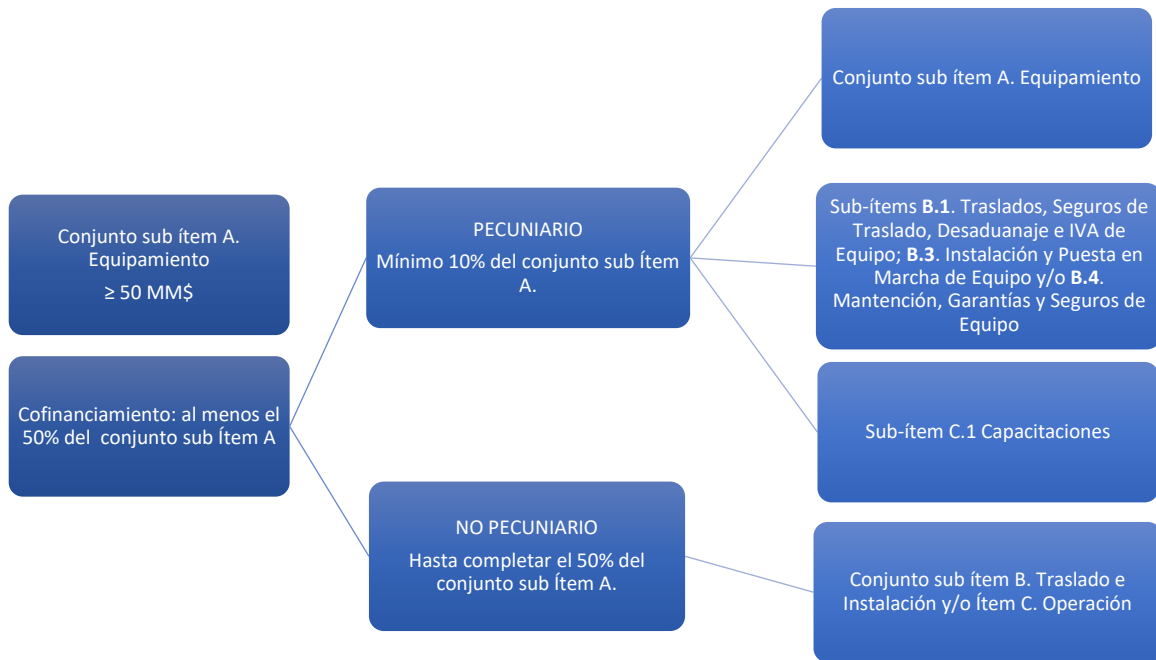 Conjunto sub ítem A.
Equipamiento
≥ 50 MM$
Cofinanciamiento: al menos el
50% del conjunto sub Ítem A
PECUNIARIO
Mínimo 10% del conjunto sub Ítem
A.
NO PECUNIARIO
Hasta completar el 50% del
conjunto sub Ítem A.
Conjunto sub ítem A. Equipamiento
Sub-ítems B.1. Traslados, Seguros de
Traslado, Desaduanaje e IVA de
Equipo; B.3. Instalación y Puesta en
Marcha de Equipo y/o B.4.
Mantención, Garantías y Seguros de
Equipo
Sub-ítem C.1 Capacitaciones
Conjunto sub ítem B. Traslado e
Instalación y/o Ítem C. Operación